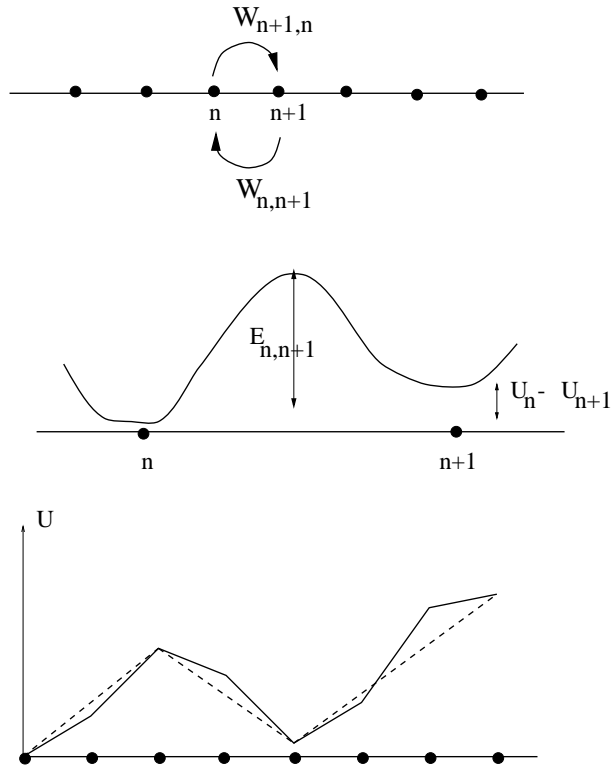 W_{n+1,n}
n n+1
W_{n,n+1}
E_{n,n+1}
U_n - U_{n+1}
n n+1
U